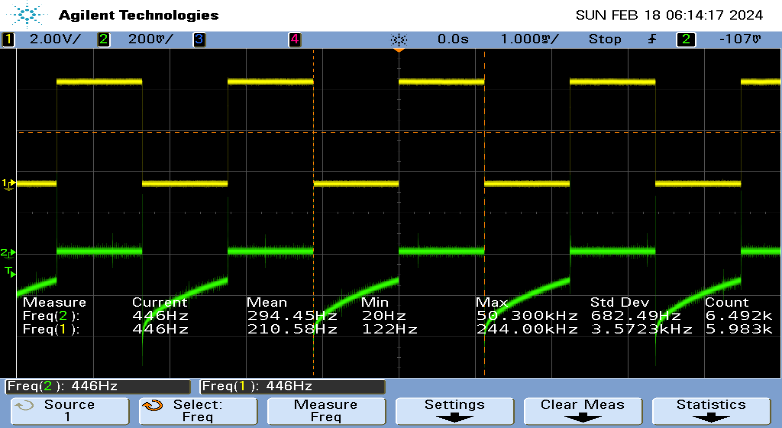 Agilent Technologies SUN FEB 18 06:14:17 2024
1 2.00V/ 2 200mV/ 3 4 0.0s 1.000ms/ Stop 2 -107mV
1
2
T
Measure Current Mean Min Max Std Dev Count
Freq(2): 446Hz 294.45Hz 20Hz 50.300kHz 682.49Hz 6.492k
Freq(1): 446Hz 210.58Hz 122Hz 244.00kHz 3.5723kHz 5.983k
Freq(2): 446Hz Freq(1): 446Hz
Source Select: Measure Settings Clear Meas Statistics
1 Freq Freq